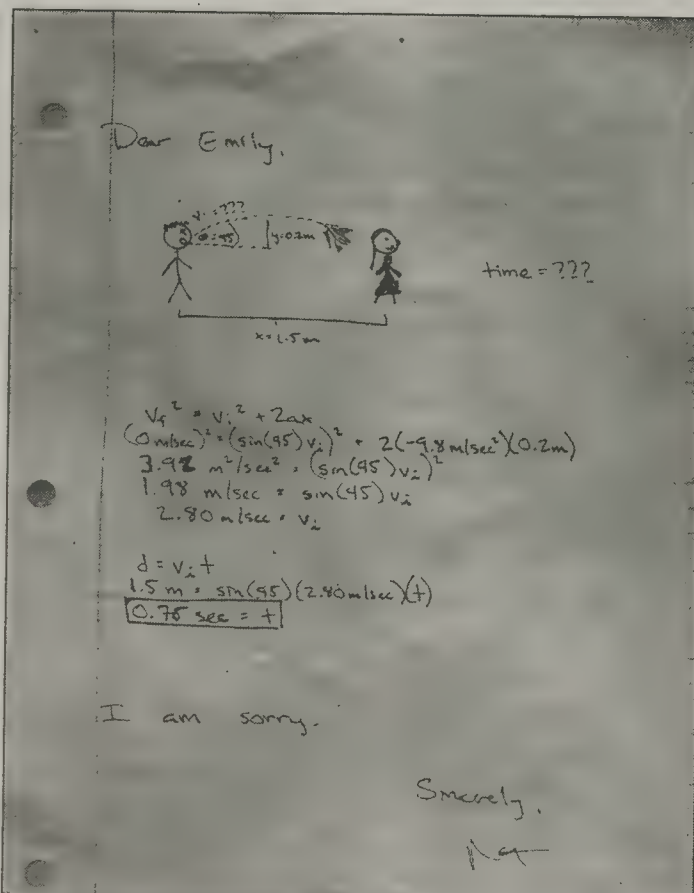 Dear Emily,
Vi = ???
θ=45
y=0.2m
time = ???
x=1.5m
Vf² = Vi² + 2ax
(0 m/sec)² = (sin(45)Vi)² + 2(-9.8 m/sec²)(0.2m)
3.92 m²/sec² = (sin(45)Vi)²
1.98 m/sec = sin(45)Vi
2.80 m/sec = Vi
d = Vit
1.5 m = sin(45)(2.80 m/sec)(t)
0.75 sec = t
I am sorry.
Sincerely,